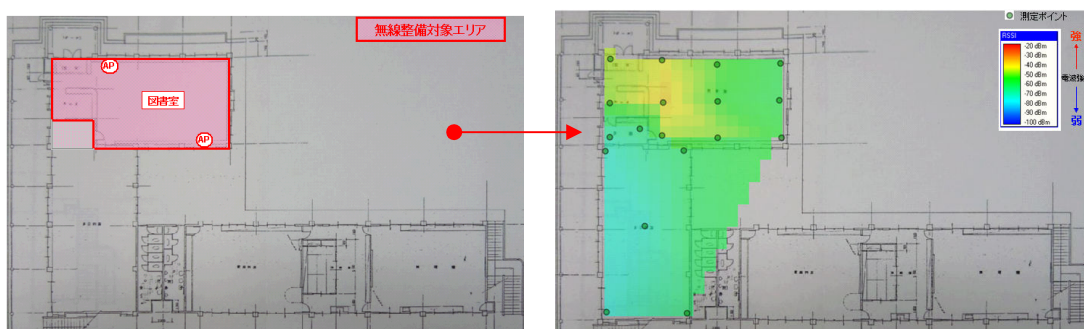 無線整備対象エリア
AP
図書室
AP
測定ポイント
RSSI
-20 dBm
-30 dBm
-40 dBm
-50 dBm
-60 dBm
-70 dBm
-80 dBm
-90 dBm
-100 dBm
強
電波強
弱